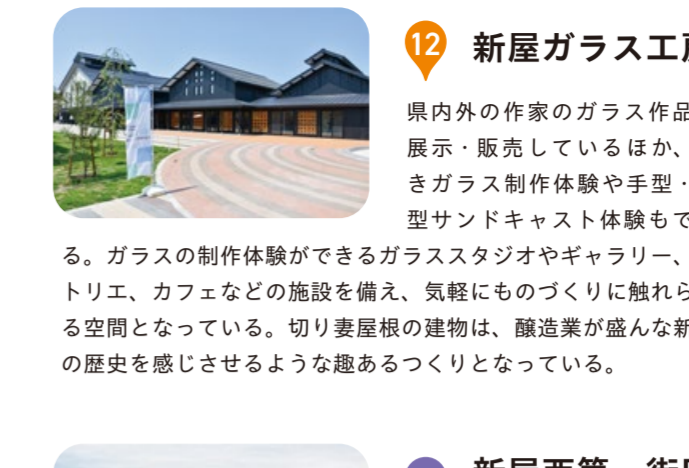 12 新屋ガラス工
県内外の作家のガラス作品
展示・販売しているほか、
きガラス制作体験や手型・
型サンドキャスト体験もで
る。ガラスの制作体験ができるガラススタジオやギャラリー、
トリエ、カフェなどの施設を備え、気軽にものづくりに触れら
る空間となっている。切り妻屋根の建物は、醸造業が盛んな新
の歴史を感じさせるような趣あるつくりとなっている。